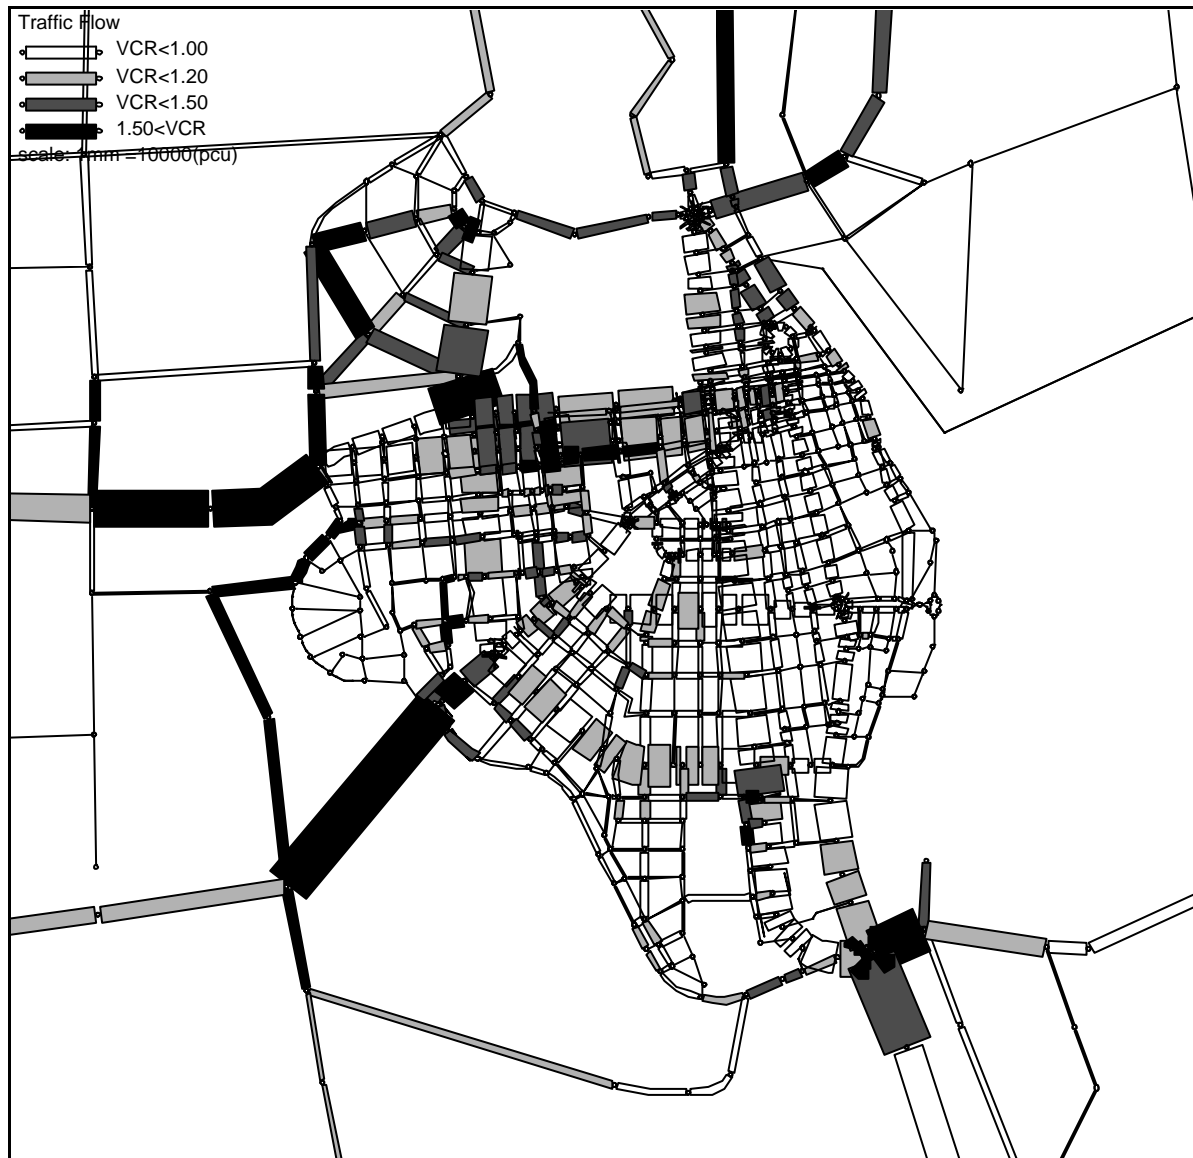 Traffic Flow
VCR<1.00
VCR<1.20
VCR<1.50
1.50<VCR
scale: 1mm =10000(pcu)